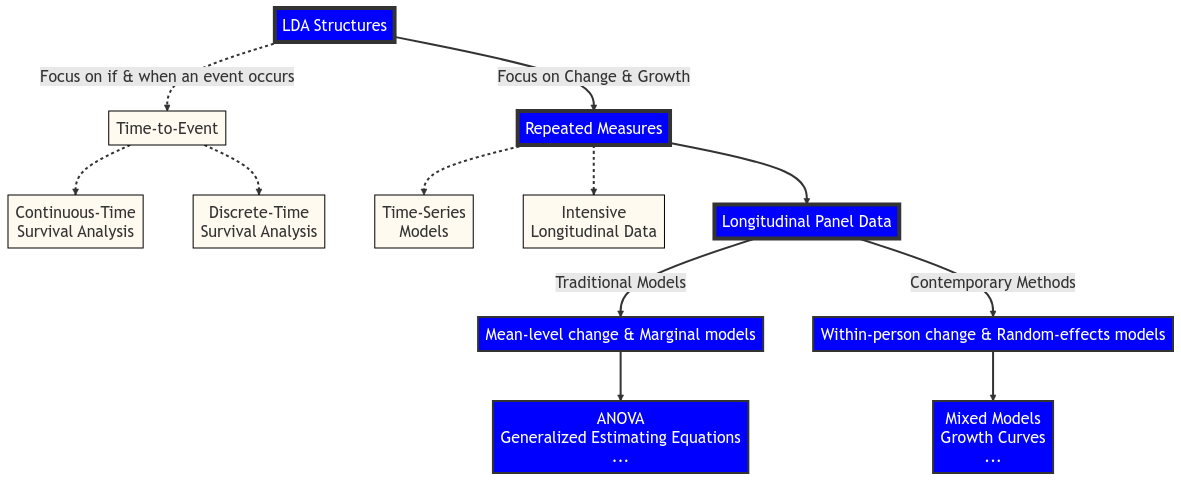 LDA Structures
Focus on if & when an event occurs
Focus on Change & Growth
Time-to-Event
Repeated Measures
Continuous-Time
Survival Analysis
Discrete-Time
Survival Analysis
Time-Series
Models
Intensive
Longitudinal Data
Longitudinal Panel Data
Traditional Models
Contemporary Methods
Mean-level change & Marginal models
Within-person change & Random-effects models
ANOVA
Generalized Estimating Equations
...
Mixed Models
Growth Curves
...